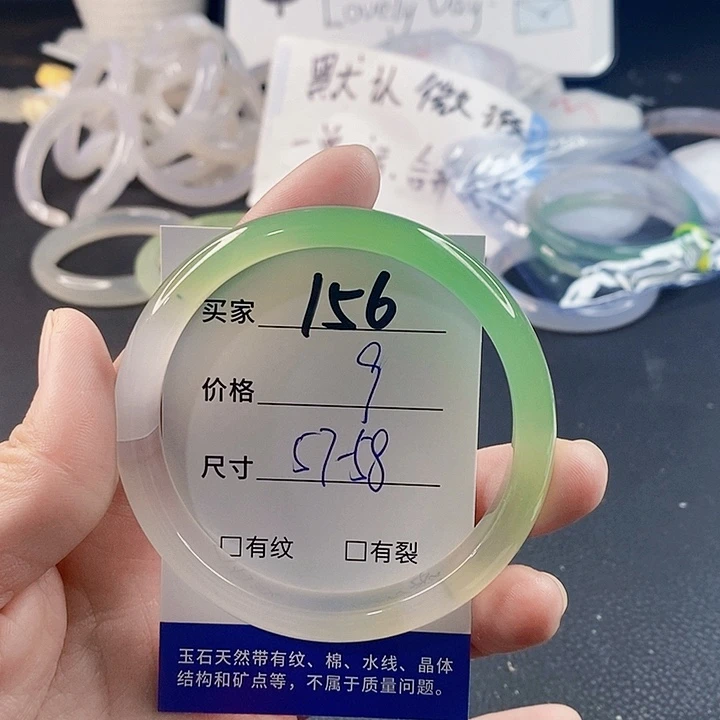 Lovely Day
默认微瑕
买家 156
价格 9
尺寸 57-58
□有纹 □有裂
玉石天然带有纹、棉、水线、晶体
结构和矿点等，不属于质量问题。